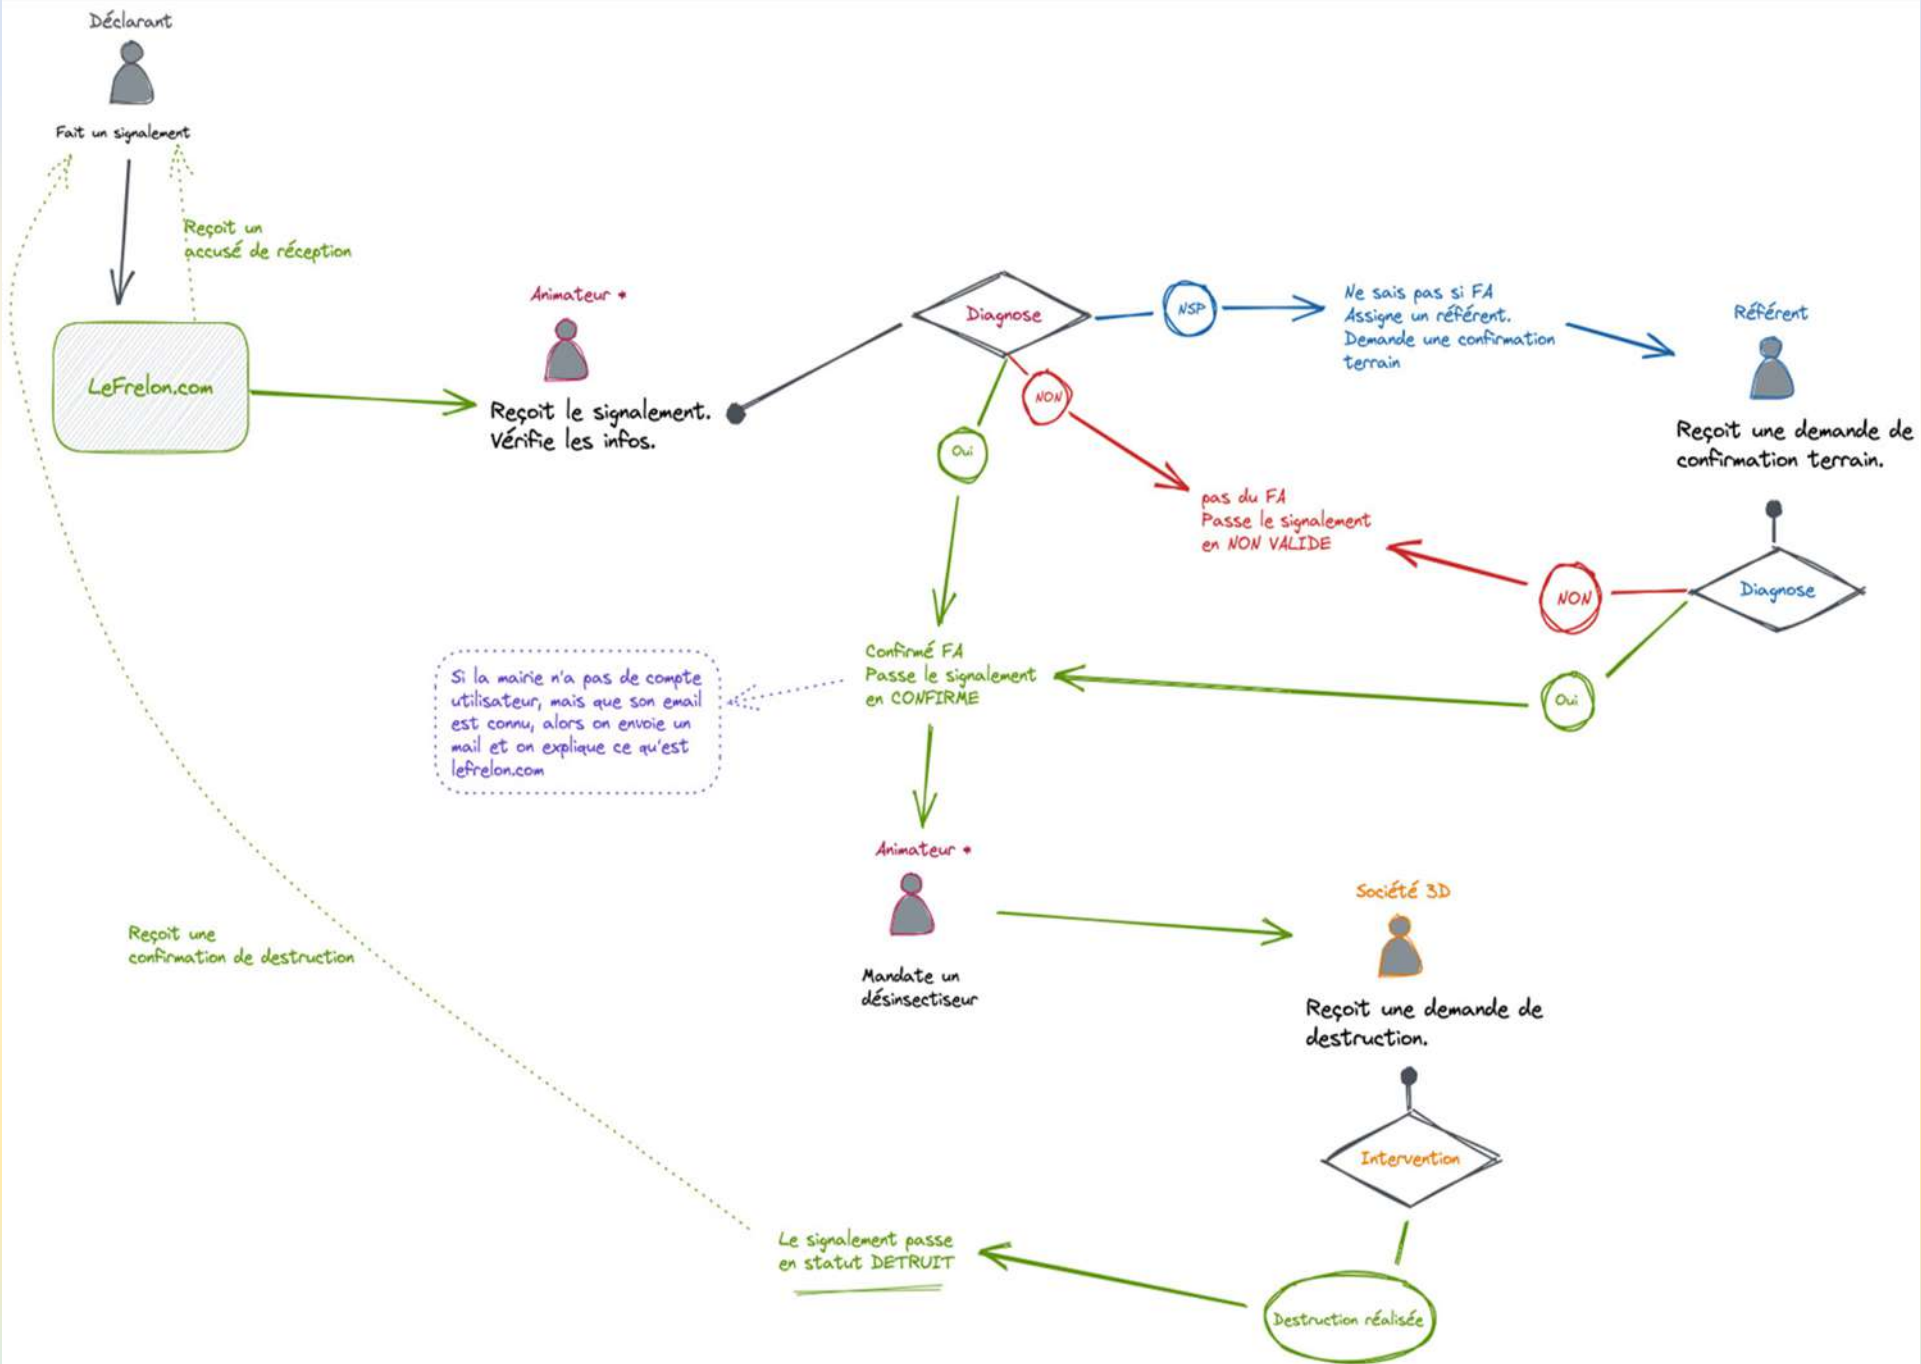 Déclarant
Fait un signalement
Reçoit un
accusé de réception
LeFrelon.com
Animateur *
Reçoit le signalement.
Vérifie les infos.
Diagnose
NSP
Ne sais pas si FA
Assigne un référent.
Demande une confirmation
terrain
Référent
Reçoit une demande de
confirmation terrain.
Diagnose
NON
Oui
NON
pas du FA
Passe le signalement
en NON VALIDE
Oui
Confirmé FA
Passe le signalement
en CONFIRME
Si la mairie n'a pas de compte
utilisateur, mais que son email
est connu, alors on envoie un
mail et on explique ce qu'est
lefrelon.com
Animateur *
Mandate un
désinsectiseur
Société 3D
Reçoit une demande de
destruction.
Intervention
Destruction réalisée
Le signalement passe
en statut DETRUIT
Reçoit une
confirmation de destruction